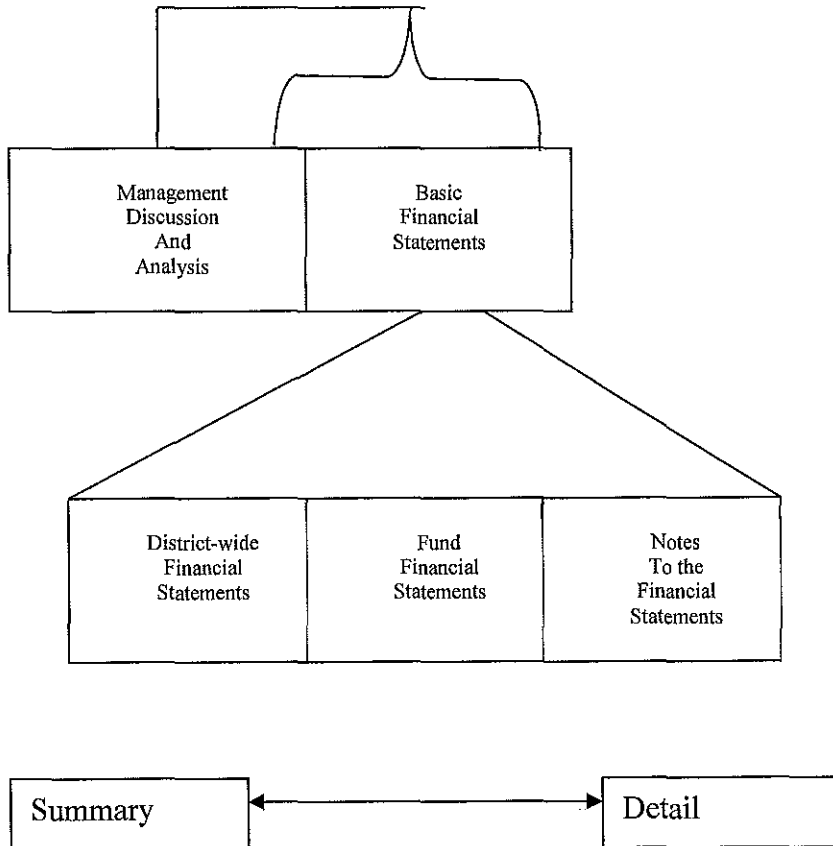 Management
Discussion
And
Analysis
Basic
Financial
Statements
District-wide
Financial
Statements
Fund
Financial
Statements
Notes
To the
Financial
Statements
Summary
Detail